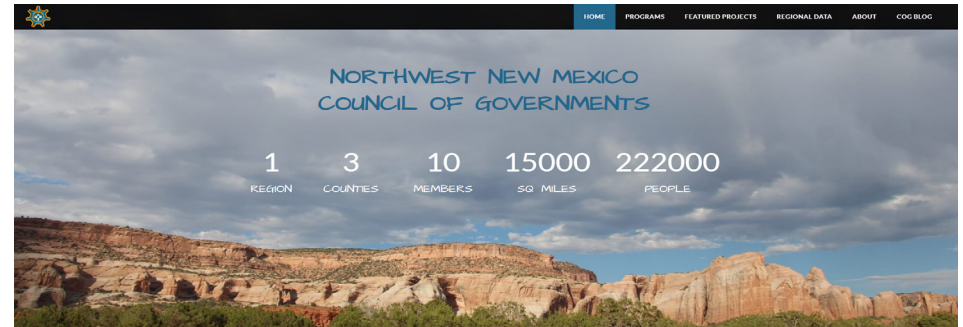 HOME PROGRAMS FEATURED PROJECTS REGIONAL DATA ABOUT COG BLOG
NORTHWEST NEW MEXICO
COUNCIL OF GOVERNMENTS
1 3 10 15000 222000
REGION COUNTIES MEMBERS SQ MILES PEOPLE